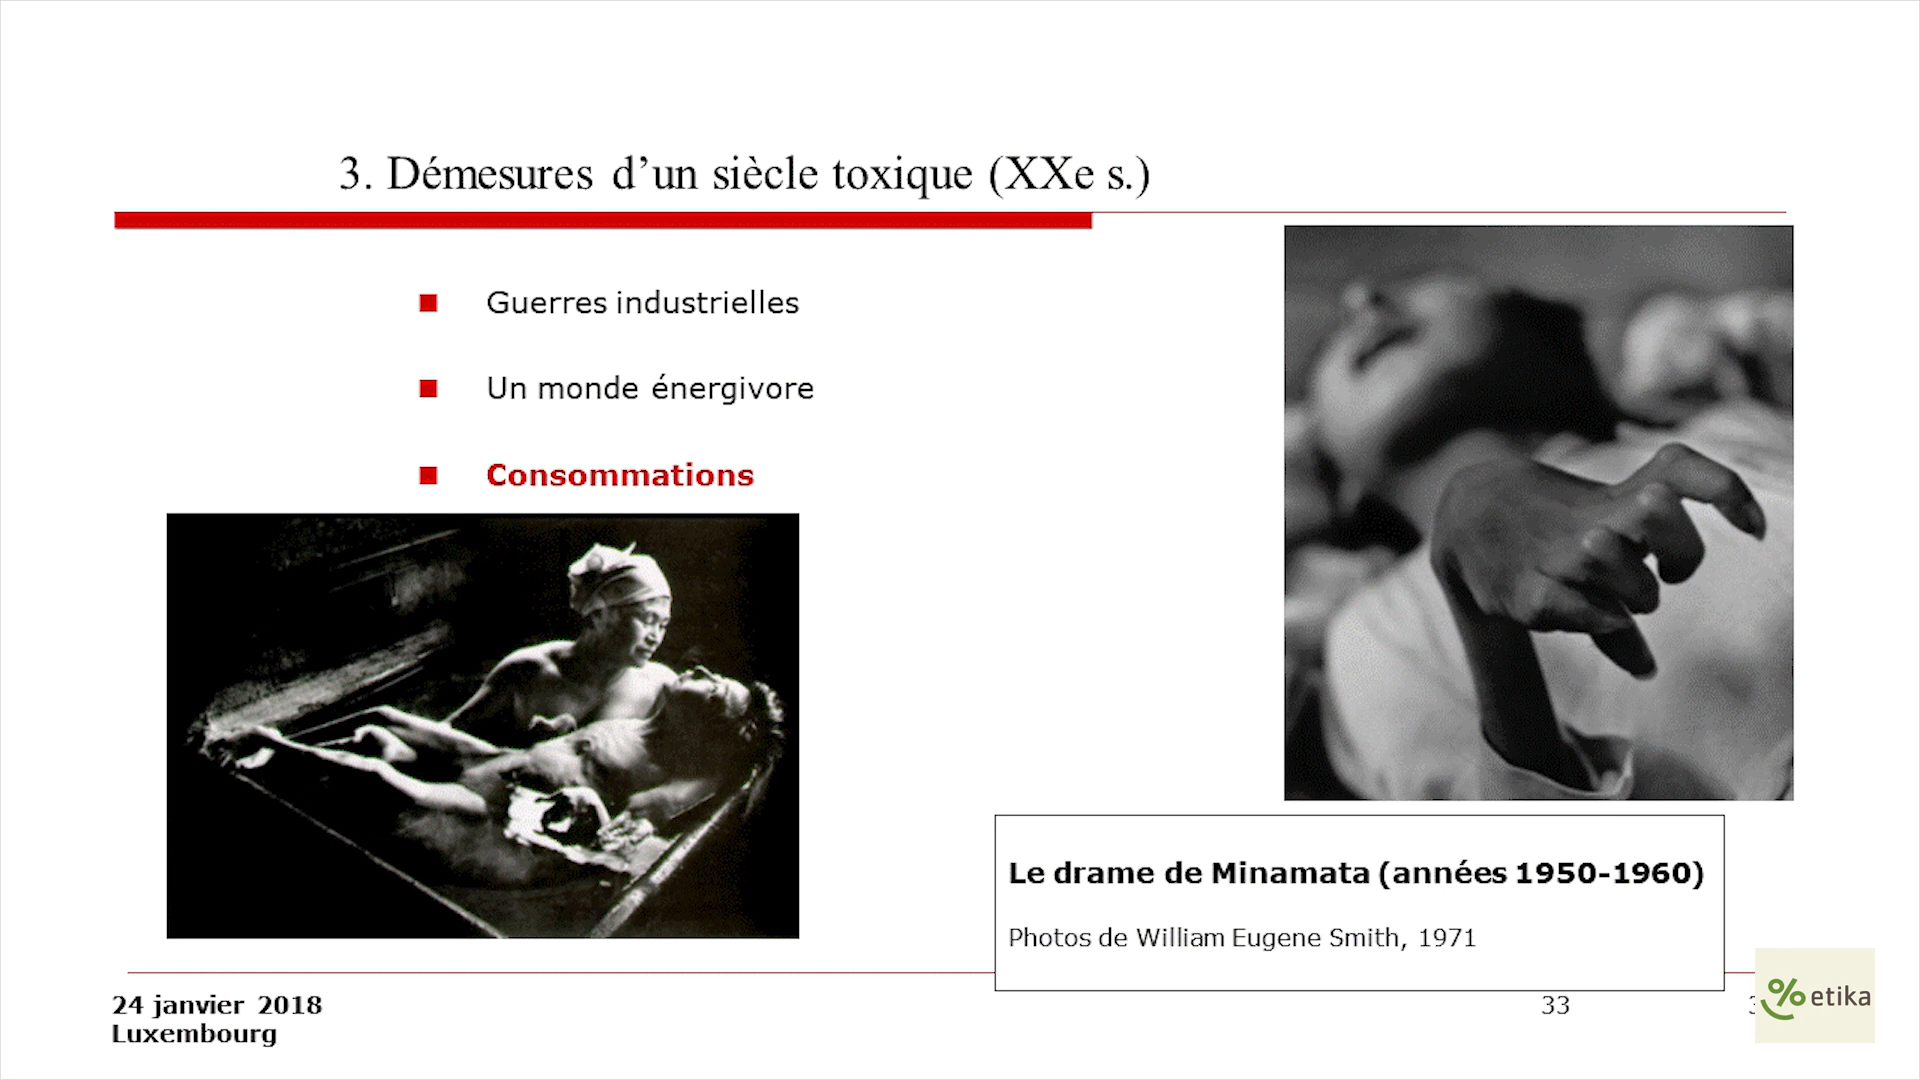 3. Démesures d’un siècle toxique (XXe s.)
Guerres industrielles
Un monde énergivore
Consommations
Le drame de Minamata (années 1950-1960)
Photos de William Eugene Smith, 1971
24 janvier 2018
Luxembourg
33
% etika